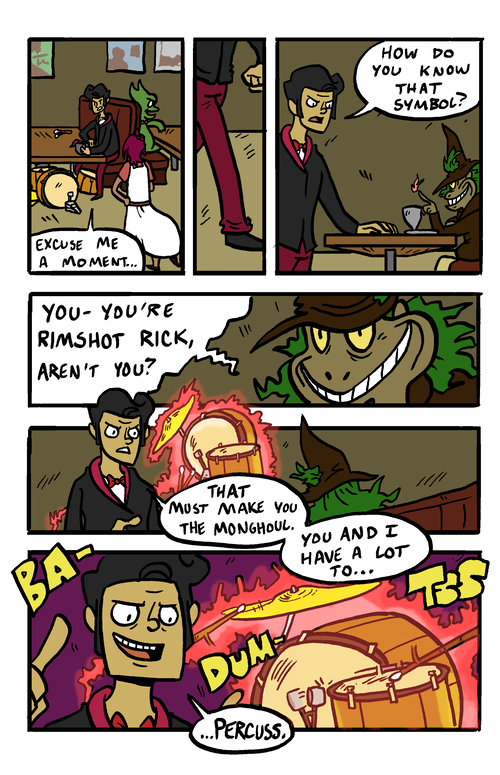 EXCUSE ME
A MOMENT...
HOW DO
YOU KNOW
THAT
SYMBOL?
YOU- YOU'RE
RIMSHOT RICK,
AREN'T YOU?
THAT
MUST MAKE YOU
THE MONGHOUL.
YOU AND I
HAVE A LOT
TO...
BA-
DUM-
TSS
...PERCUSS.